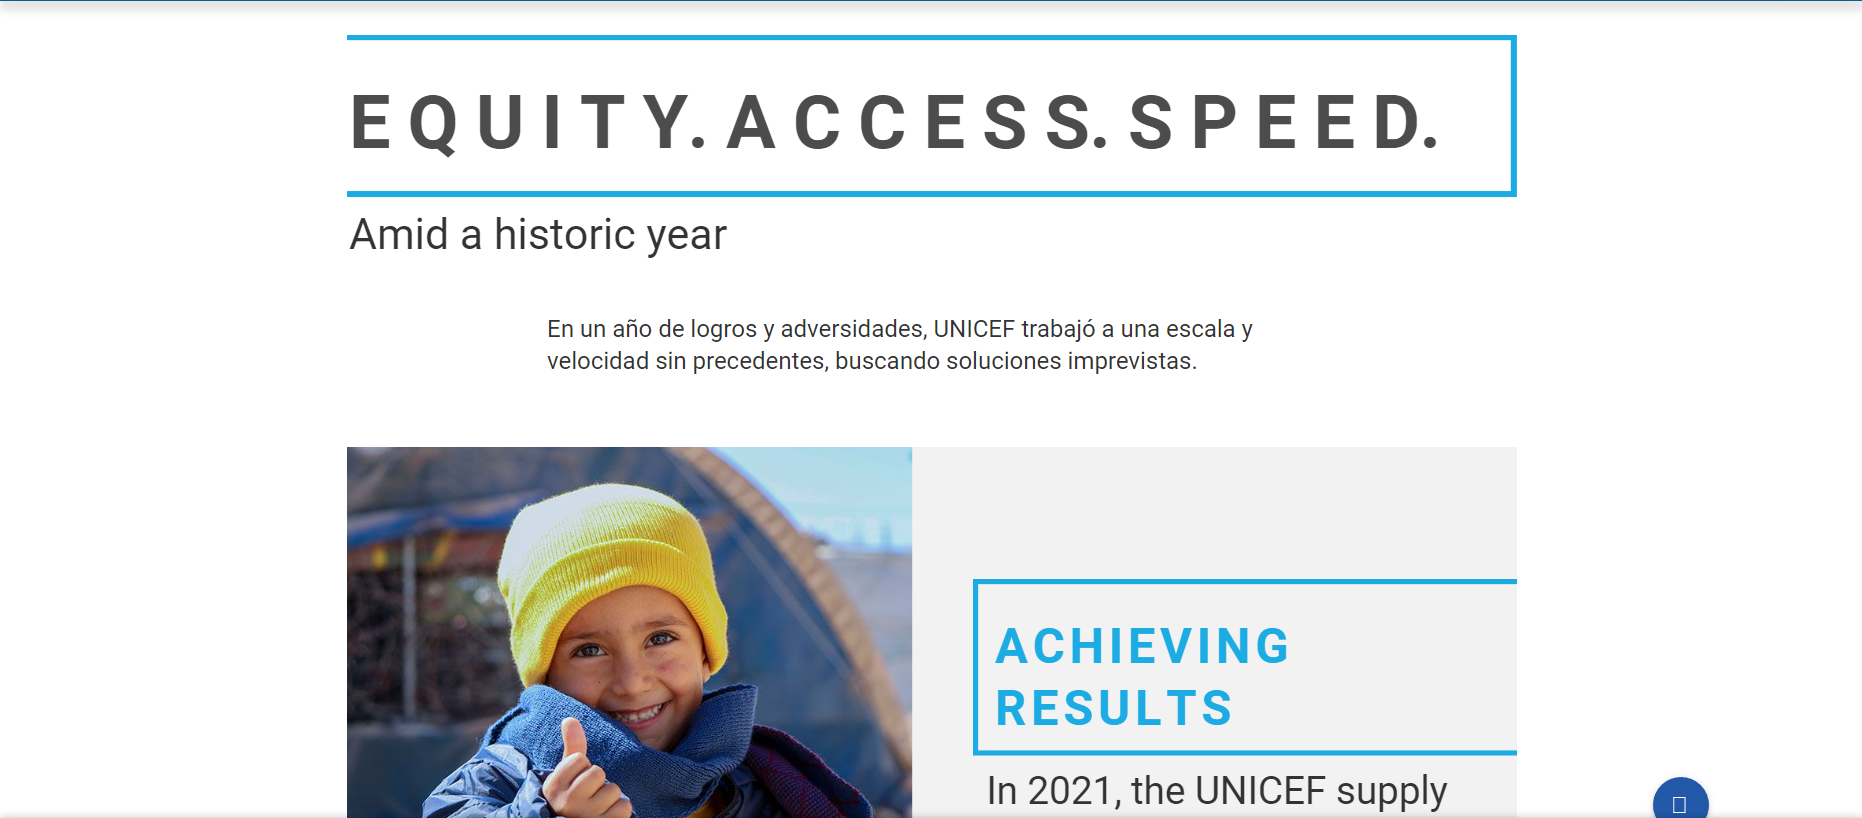 EQUITY. ACCESS. SPEED.
Amid a historic year
En un año de logros y adversidades, UNICEF trabajó a una escala y
velocidad sin precedentes, buscando soluciones imprevistas.
ACHIEVING
RESULTS
In 2021, the UNICEF supply